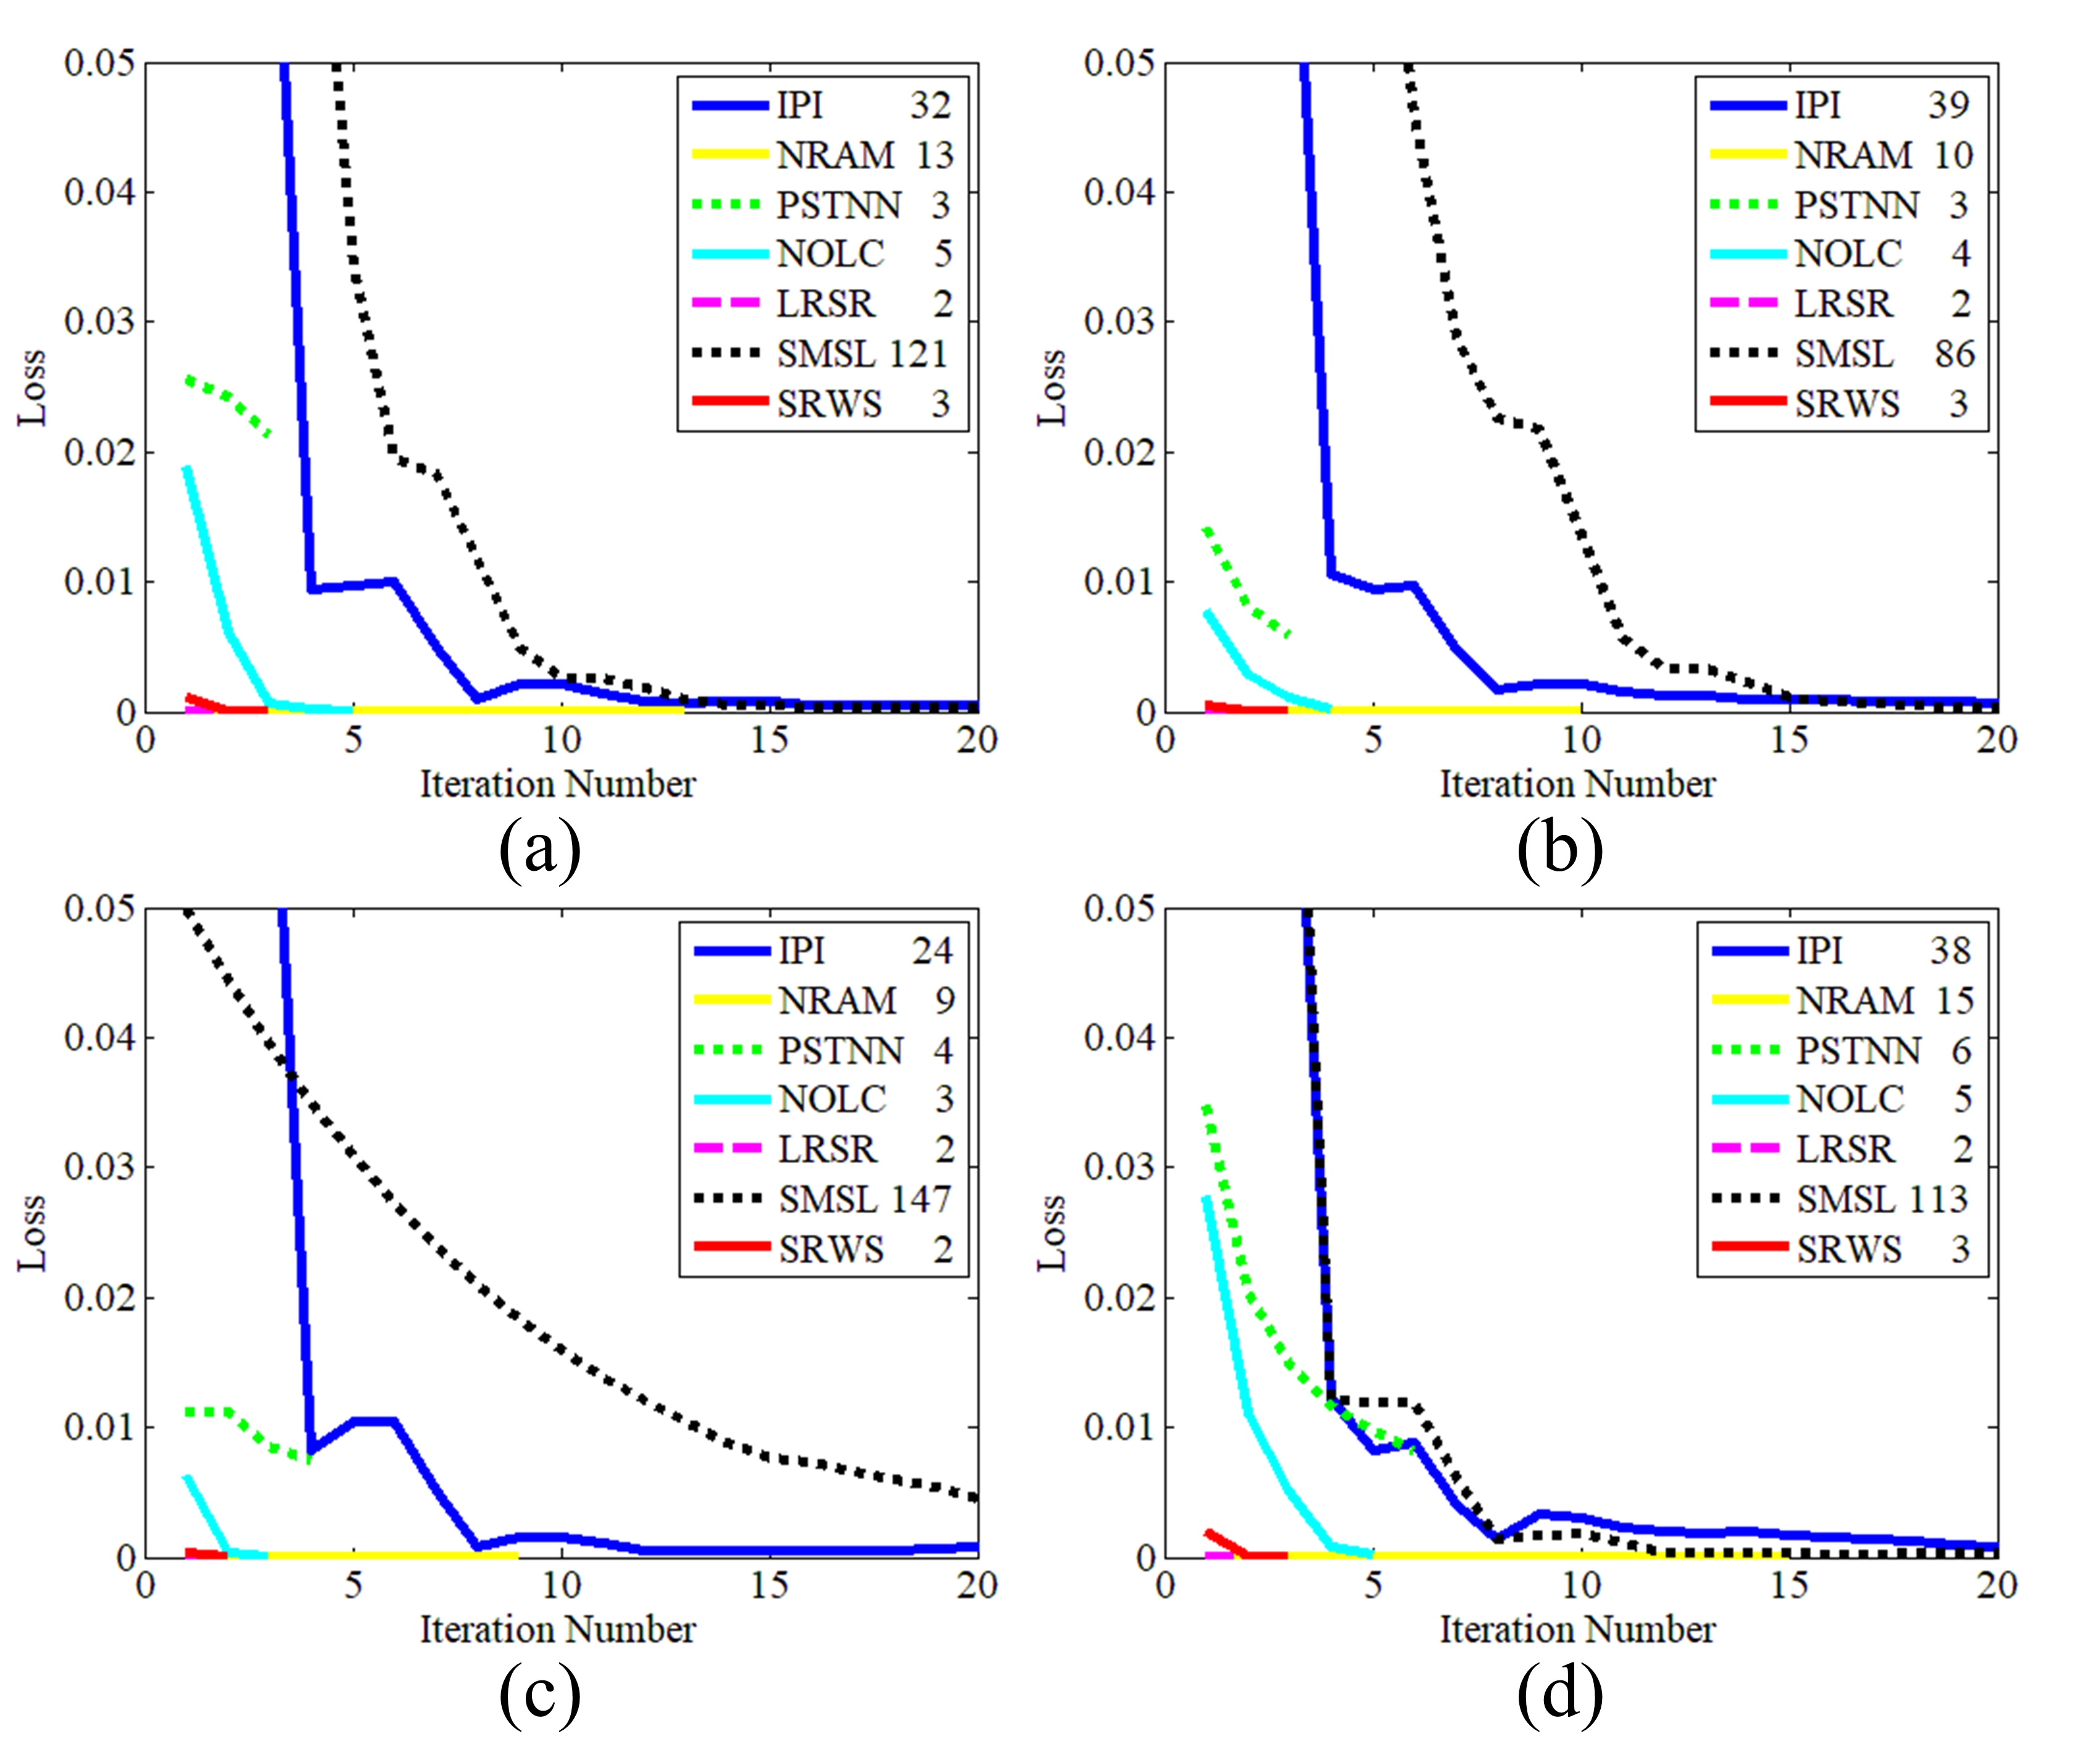 0.05
0.04
0.03
0.02
0.01
0
Loss
0 5 10 15 20
Iteration Number
IPI 32
NRAM 13
PSTNN 3
NOLC 5
LRSR 2
SMSL 121
SRWS 3
(a)
0.05
0.04
0.03
0.02
0.01
0
Loss
0 5 10 15 20
Iteration Number
IPI 39
NRAM 10
PSTNN 3
NOLC 4
LRSR 2
SMSL 86
SRWS 3
(b)
0.05
0.04
0.03
0.02
0.01
0
Loss
0 5 10 15 20
Iteration Number
IPI 24
NRAM 9
PSTNN 4
NOLC 3
LRSR 2
SMSL 147
SRWS 2
(c)
0.05
0.04
0.03
0.02
0.01
0
Loss
0 5 10 15 20
Iteration Number
IPI 38
NRAM 15
PSTNN 6
NOLC 5
LRSR 2
SMSL 113
SRWS 3
(d)